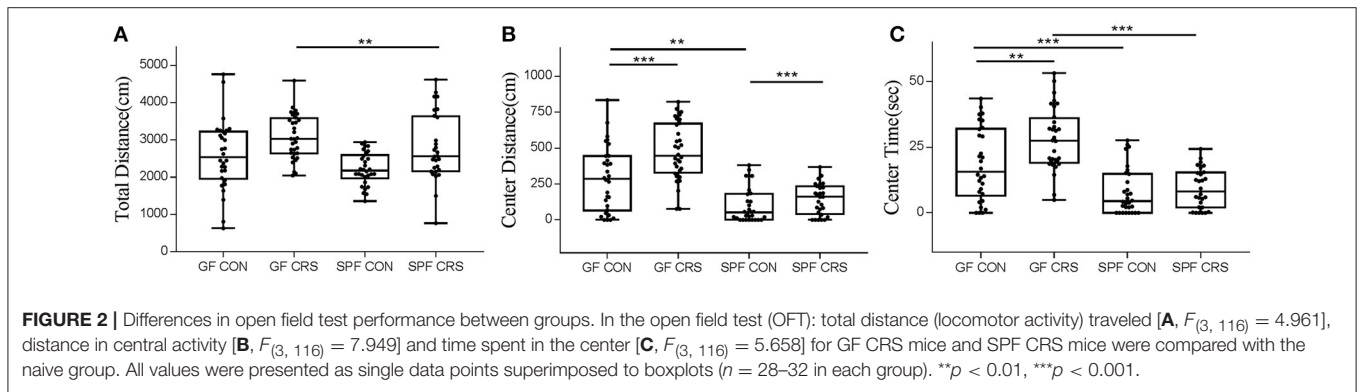 A
**
Total Distance(cm)
5000
4000
3000
2000
1000
0
GF CON GF CRS SPF CON SPF CRS
B
**
***
***
Center Distance(cm)
1000
750
500
250
0
GF CON GF CRS SPF CON SPF CRS
C
***
***
**
Center Time(sec)
50
25
0
GF CON GF CRS SPF CON SPF CRS
FIGURE 2 | Differences in open field test performance between groups. In the open field test (OFT): total distance (locomotor activity) traveled [A, F(3, 116) = 4.961],
distance in central activity [B, F(3, 116) = 7.949] and time spent in the center [C, F(3, 116) = 5.658] for GF CRS mice and SPF CRS mice were compared with the
naive group. All values were presented as single data points superimposed to boxplots (n = 28–32 in each group). **p < 0.01, ***p < 0.001.